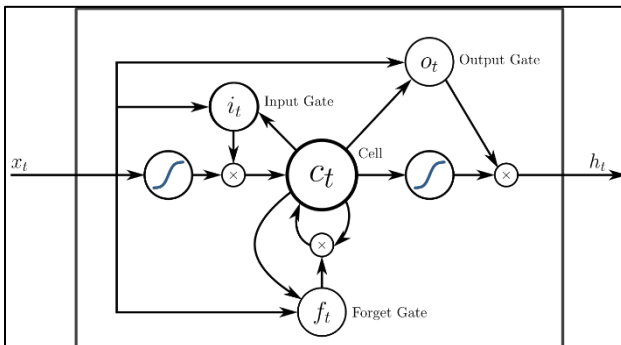 o_t Output Gate
i_t Input Gate
x_t
Cell
c_t
×
×
h_t
×
f_t Forget Gate